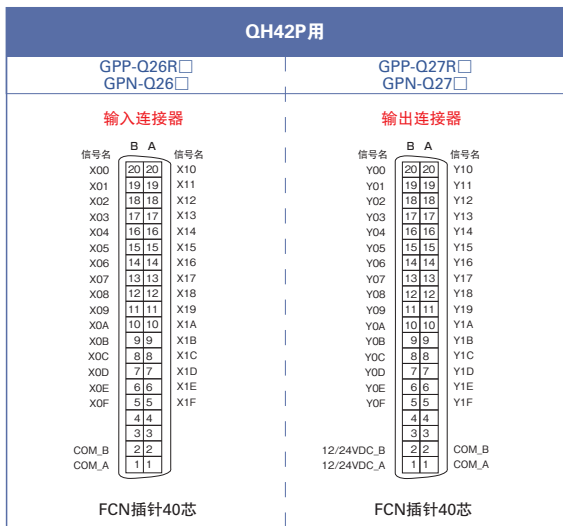 QH42P用
GPP-Q26R□
GPN-Q26□
GPP-Q27R□
GPN-Q27□
输入连接器
信号名 B A 信号名
X00 20 20 X10
X01 19 19 X11
X02 18 18 X12
X03 17 17 X13
X04 16 16 X14
X05 15 15 X15
X06 14 14 X16
X07 13 13 X17
X08 12 12 X18
X09 11 11 X19
X0A 10 10 X1A
X0B 9 9 X1B
X0C 8 8 X1C
X0D 7 7 X1D
X0E 6 6 X1E
X0F 5 5 X1F
4 4
3 3
COM_B 2 2
COM_A 1 1
FCN插针40芯
输出连接器
信号名 B A 信号名
Y00 20 20 Y10
Y01 19 19 Y11
Y02 18 18 Y12
Y03 17 17 Y13
Y04 16 16 Y14
Y05 15 15 Y15
Y06 14 14 Y16
Y07 13 13 Y17
Y08 12 12 Y18
Y09 11 11 Y19
Y0A 10 10 Y1A
Y0B 9 9 Y1B
Y0C 8 8 Y1C
Y0D 7 7 Y1D
Y0E 6 6 Y1E
Y0F 5 5 Y1F
4 4
3 3
12/24VDC_B 2 2 COM_B
12/24VDC_A 1 1 COM_A
FCN插针40芯